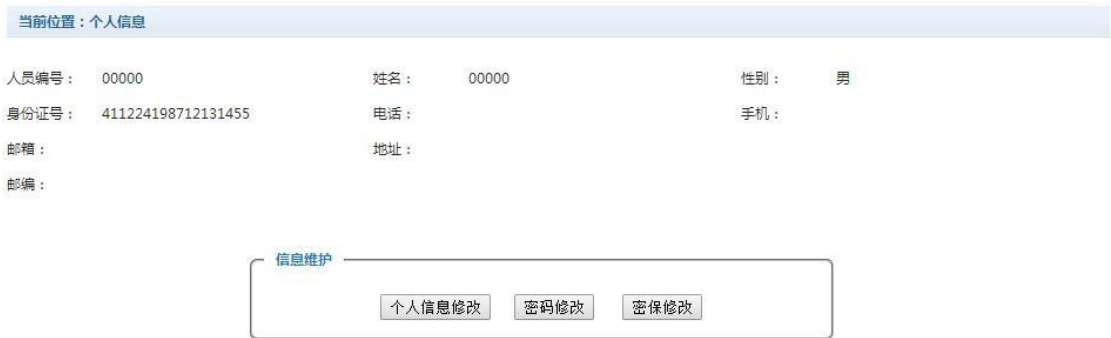 当前位置：个人信息
人员编号： 00000 姓名： 00000 性别： 男
身份证号： 411224198712131455 电话： 手机：
邮箱： 地址：
邮编：
信息维护
个人信息修改 密码修改 密保修改